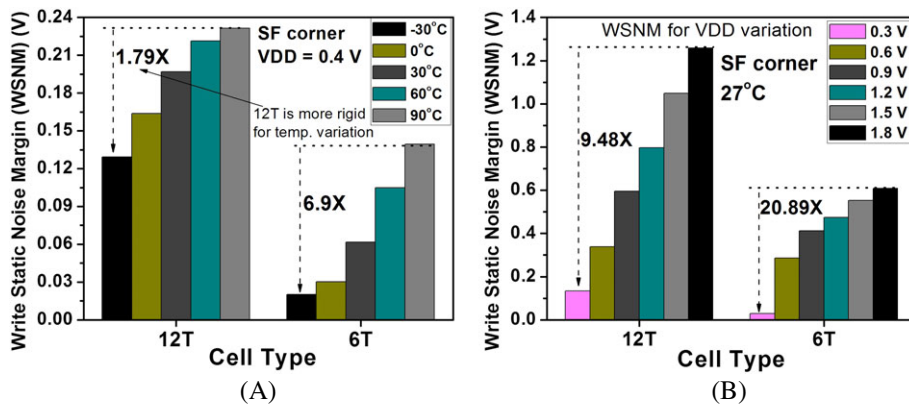 Write Static Noise Margin (WSNM) (V)
0.24
0.21
0.18
0.15
0.12
0.09
0.06
0.03
0.00
1.79X
SF corner
VDD = 0.4 V
-30°C
0°C
30°C
60°C
90°C
12T is more rigid
for temp. variation
6.9X
12T
6T
Cell Type
(A)
Write Static Noise Margin (WSNM) (V)
1.4
1.2
1.0
0.8
0.6
0.4
0.2
0.0
WSNM for VDD variation
SF corner
27°C
0.3 V
0.6 V
0.9 V
1.2 V
1.5 V
1.8 V
9.48X
20.89X
12T
6T
Cell Type
(B)